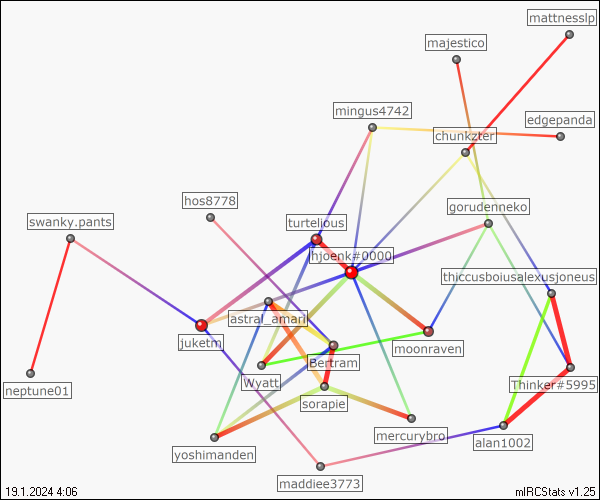 mattnesslp
majestico
mingus4742
edgepanda
chunkzter
hos8778
gorudenneko
swanky.pants
turtelious
hjoenk#0000
thiccusboiusalexusjoneus
astral_amari
juketm
moonraven
Bertram
Wyatt
Thinker#5995
neptune01
sorapie
mercurybro
alan1002
yoshimanden
maddiee3773
19.1.2024 4:06
mIRCStats v1.25